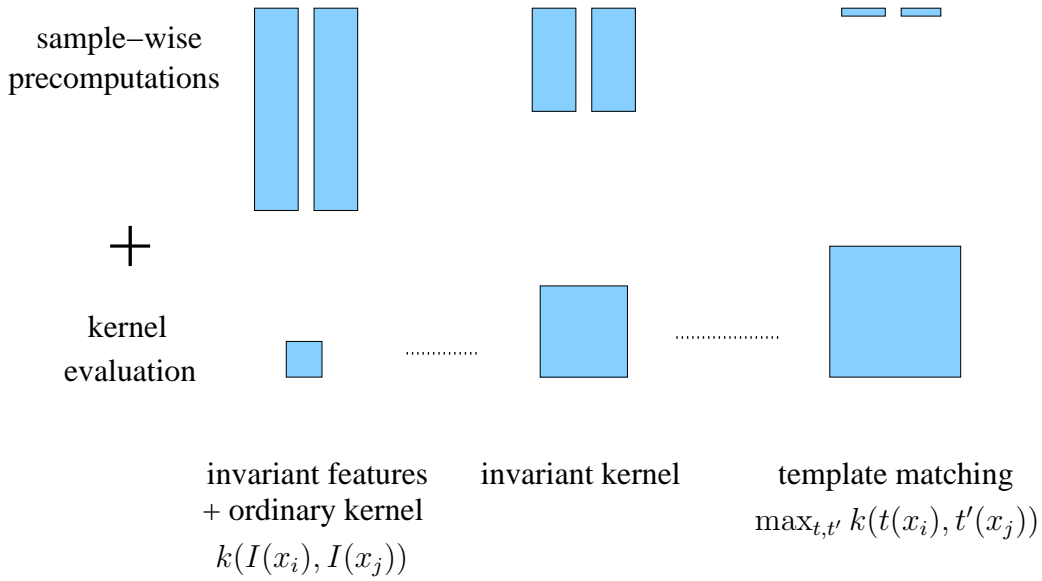 sample−wise
precomputations
+
kernel
evaluation
invariant features
+ ordinary kernel
k(I(x_i), I(x_j))
invariant kernel
template matching
max_{t,t′} k(t(x_i), t′(x_j))